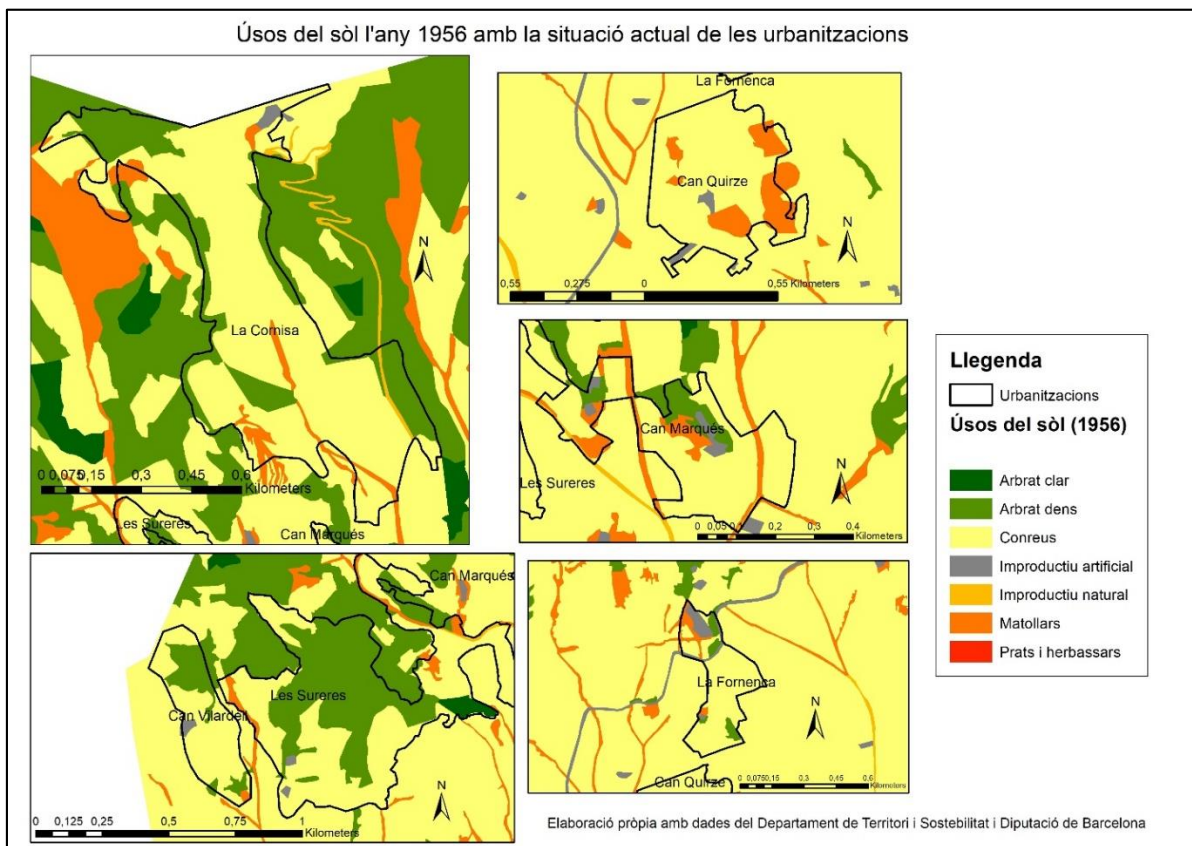 Úsos del sòl l'any 1956 amb la situació actual de les urbanitzacions
N
La Cornisa
0 0,075 0,15 0,3 0,45 0,6
Kilometers
Les Sureres
Can Marqués
La Fornenca
Can Quirze
N
0,55 0,275 0 0,55 Kilometers
Can Marqués
Les Sureres
N
0 0,05 0,1 0,2 0,3 0,4
Kilometers
Can Marqués
Les Sureres
Can Vilardell
N
0 0,125 0,25 0,5 0,75 1
Kilometers
La Fornenca
N
Can Quirze
0 0,075 0,15 0,3 0,45 0,6
Kilometers
Llegenda
Urbanitzacions
Úsos del sòl (1956)
Arbrat clar
Arbrat dens
Conreus
Improductiu artificial
Improductiu natural
Matollars
Prats i herbassars
Elaboració pròpia amb dades del Departament de Territori i Sostebilitat i Diputació de Barcelona